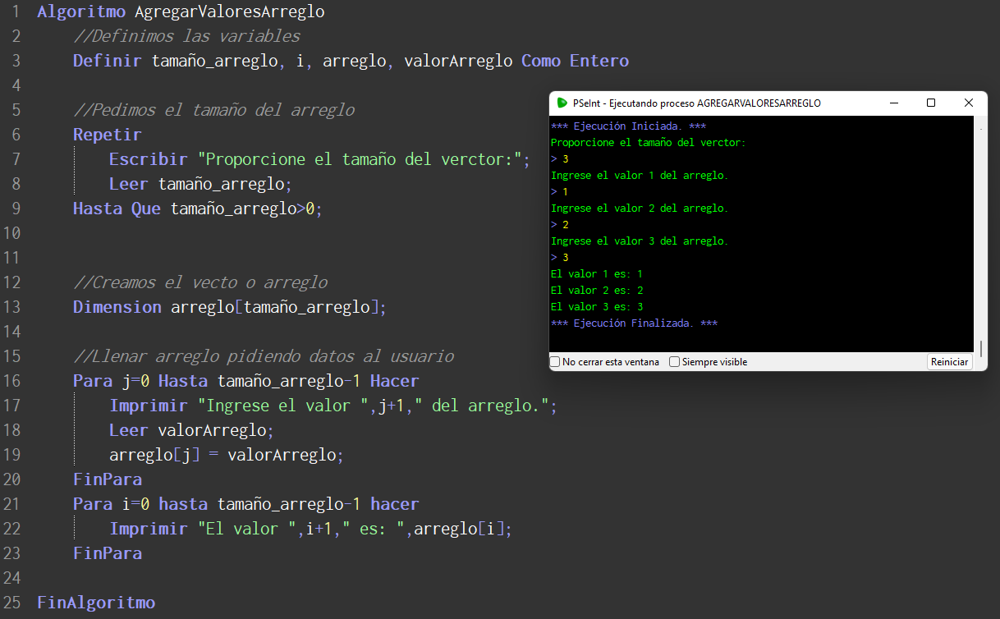 1 Algoritmo AgregarValoresArreglo
2 //Definimos las variables
3 Definir tamaño_arreglo, i, arreglo, valorArreglo Como Entero
4
5 //Pedimos el tamaño del arreglo
6 Repetir
7 Escribir "Proporcione el tamaño del verctor:";
8 Leer tamaño_arreglo;
9 Hasta Que tamaño_arreglo>0;
10
11
12 //Creamos el vecto o arreglo
13 Dimension arreglo[tamaño_arreglo];
14
15 //Llenar arreglo pidiendo datos al usuario
16 Para j=0 Hasta tamaño_arreglo-1 Hacer
17 Imprimir "Ingrese el valor ",j+1," del arreglo.";
18 Leer valorArreglo;
19 arreglo[j] = valorArreglo;
20 FinPara
21 Para i=0 hasta tamaño_arreglo-1 hacer
22 Imprimir "El valor ",i+1," es: ",arreglo[i];
23 FinPara
24
25 FinAlgoritmo
PSeInt - Ejecutando proceso AGREGARVALORESARREGLO
*** Ejecución Iniciada. ***
Proporcione el tamaño del verctor:
> 3
Ingrese el valor 1 del arreglo.
> 1
Ingrese el valor 2 del arreglo.
> 2
Ingrese el valor 3 del arreglo.
> 3
El valor 1 es: 1
El valor 2 es: 2
El valor 3 es: 3
*** Ejecución Finalizada. ***
No cerrar esta ventana Siempre visible Reiniciar